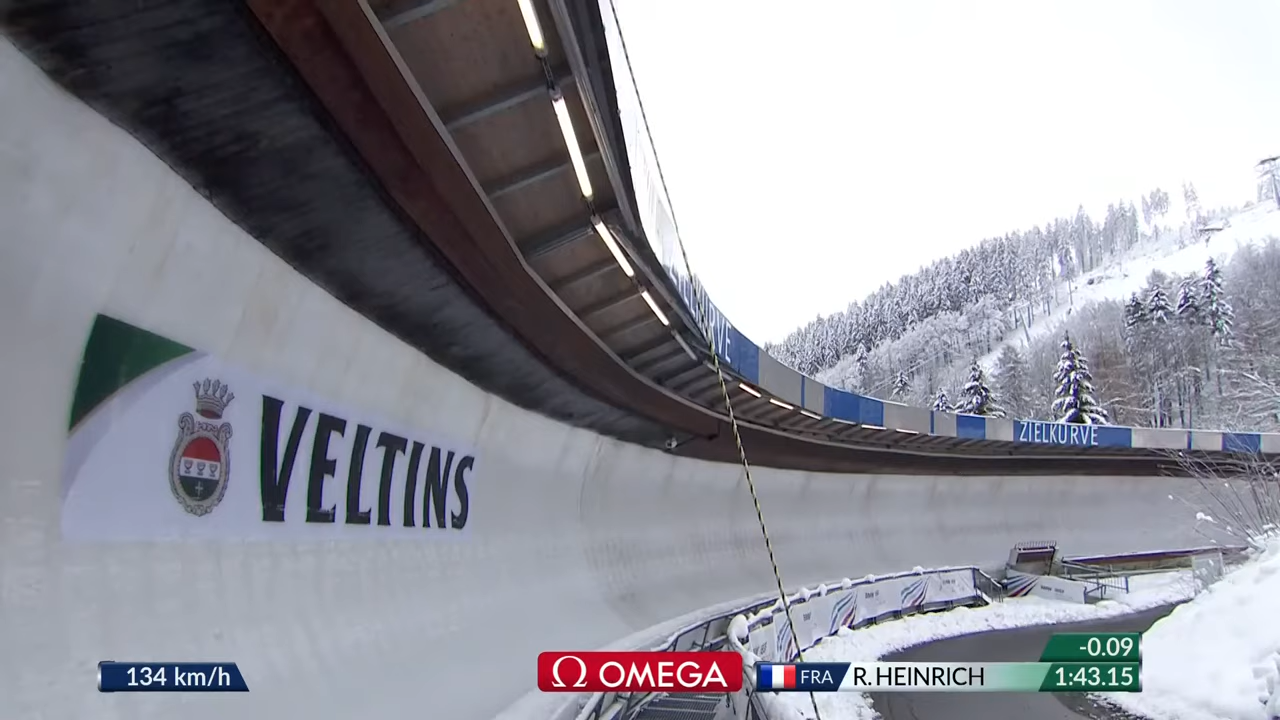 ZIELKURVE
VELTINS
134 km/h
Ω OMEGA
FRA R. HEINRICH
-0.09
1:43.15